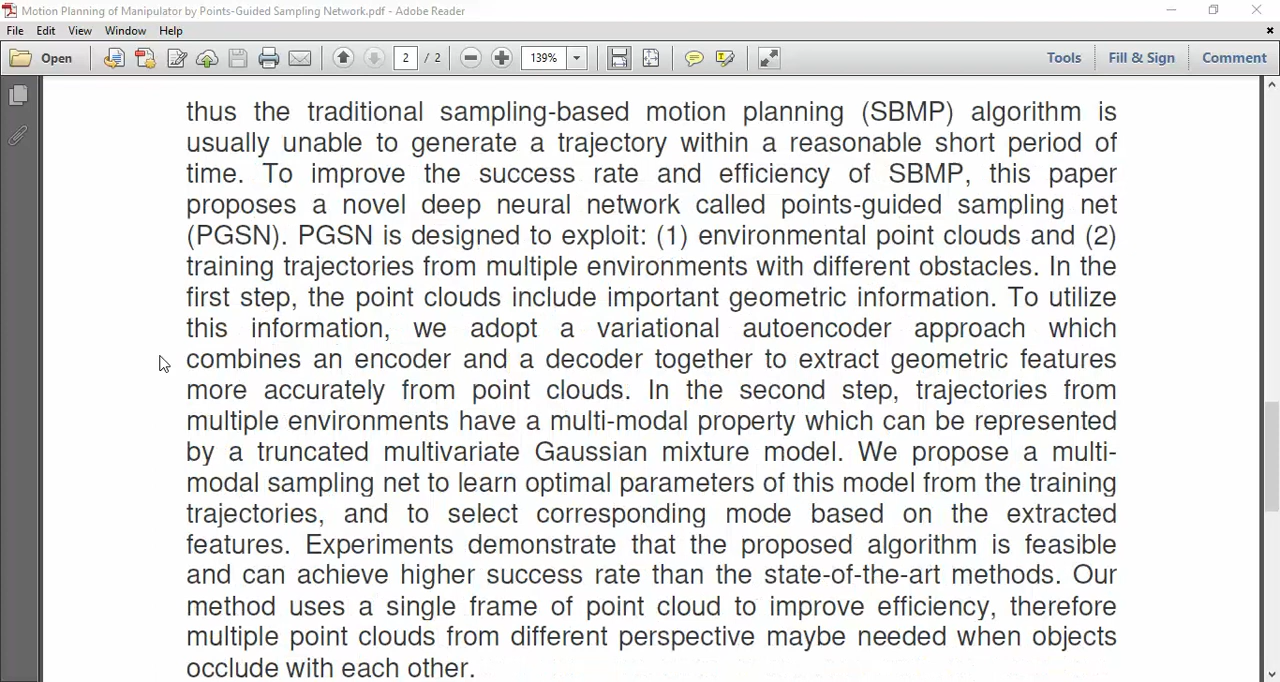 Motion Planning of Manipulator by Points-Guided Sampling Network.pdf - Adobe Reader
File Edit View Window Help
Open 2 / 2 139% Tools Fill & Sign Comment
thus the traditional sampling-based motion planning (SBMP) algorithm is
usually unable to generate a trajectory within a reasonable short period of
time. To improve the success rate and efficiency of SBMP, this paper
proposes a novel deep neural network called points-guided sampling net
(PGSN). PGSN is designed to exploit: (1) environmental point clouds and (2)
training trajectories from multiple environments with different obstacles. In the
first step, the point clouds include important geometric information. To utilize
this information, we adopt a variational autoencoder approach which
combines an encoder and a decoder together to extract geometric features
more accurately from point clouds. In the second step, trajectories from
multiple environments have a multi-modal property which can be represented
by a truncated multivariate Gaussian mixture model. We propose a multi-
modal sampling net to learn optimal parameters of this model from the training
trajectories, and to select corresponding mode based on the extracted
features. Experiments demonstrate that the proposed algorithm is feasible
and can achieve higher success rate than the state-of-the-art methods. Our
method uses a single frame of point cloud to improve efficiency, therefore
multiple point clouds from different perspective maybe needed when objects
occlude with each other.